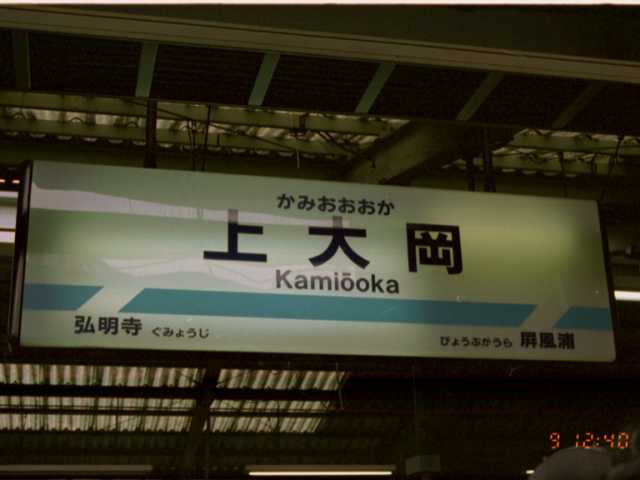 かみおおおか
上大岡
Kamiōoka
弘明寺 ぐみょうじ
びょうぶがうら 屏風浦
9 12:40